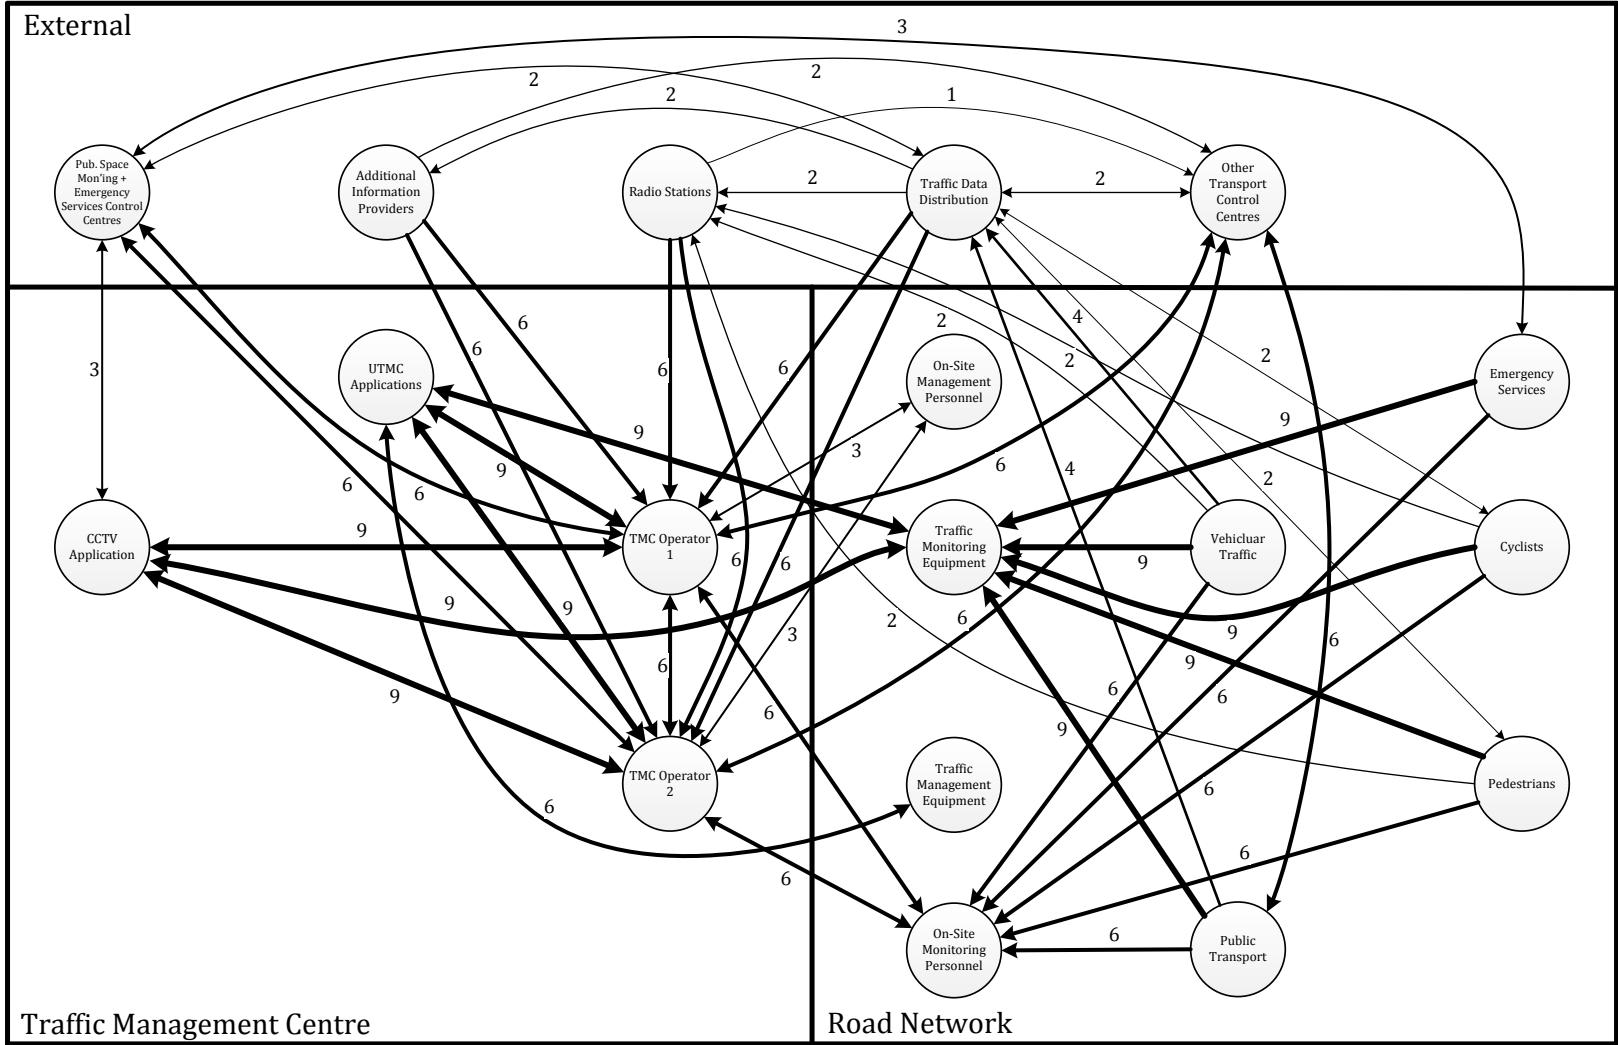 External
3
2
2
2
1
Pub. Space
Mon'ing +
Emergency
Services Control
Centres
Additional
Information
Providers
Radio Stations
2
Traffic Data
Distribution
2
Other
Transport
Control
Centres
6
6
2
4
2
2
3
UTMC
Applications
6
6
On-Site
Management
Personnel
Emergency
Services
9
9
3
6
9
6
6
4
2
CCTV
Application
9
TMC Operator
1
6
6
Traffic
Monitoring
Equipment
9
Vehicluar
Traffic
Cyclists
9
9
3
2
6
9
6
9
6
9
6
6
6
9
TMC Operator
2
6
Traffic
Management
Equipment
6
Pedestrians
6
6
On-Site
Monitoring
Personnel
6
Public
Transport
Traffic Management Centre
Road Network